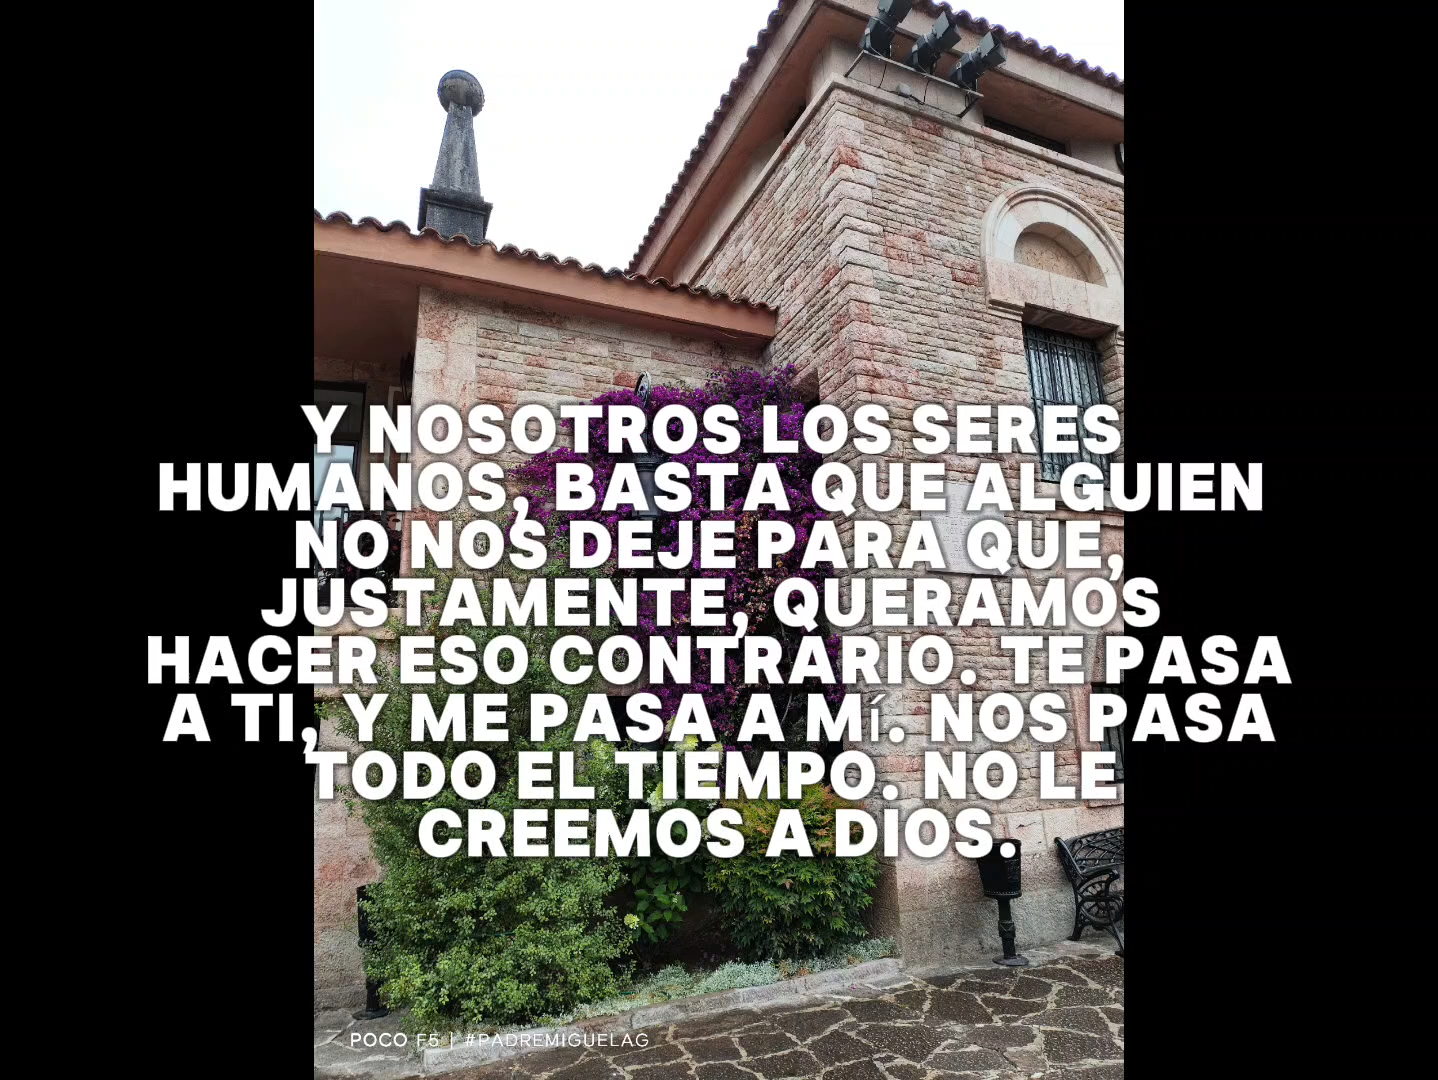 Y NOSOTROS LOS SERES
HUMANOS, BASTA QUE ALGUIEN
NO NOS DEJE PARA QUE,
JUSTAMENTE, QUERAMOS
HACER ESO CONTRARIO. TE PASA
A TI, Y ME PASA A Mí. NOS PASA
TODO EL TIEMPO. NO LE
CREEMOS A DIOS.
POCO F5 | #PADREMIGUELAG